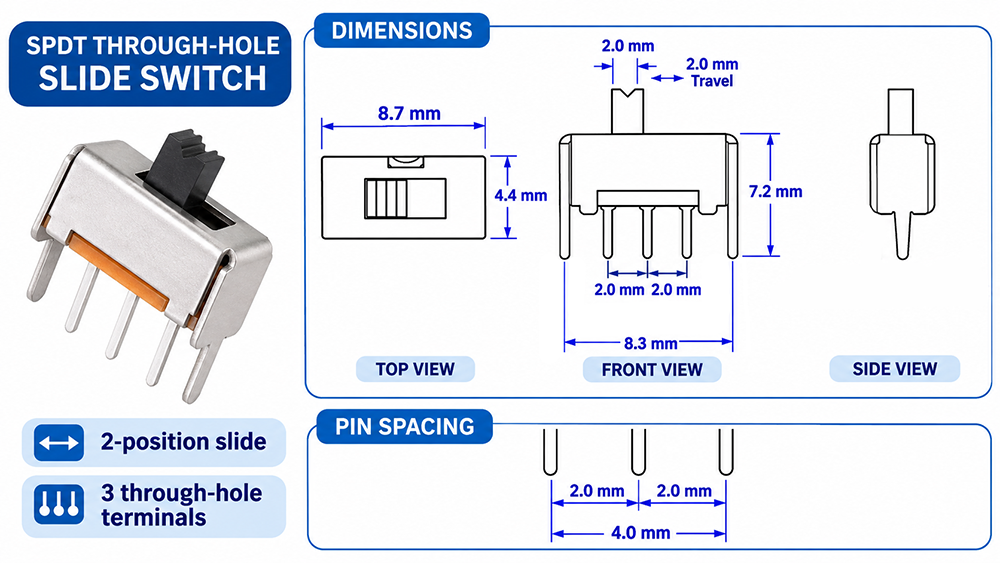 SPDT THROUGH-HOLE
SLIDE SWITCH
DIMENSIONS
2.0 mm
2.0 mm
Travel
8.7 mm
4.4 mm
7.2 mm
2.0 mm 2.0 mm
8.3 mm
TOP VIEW
FRONT VIEW
SIDE VIEW
2-position slide
3 through-hole
terminals
PIN SPACING
2.0 mm
2.0 mm
4.0 mm